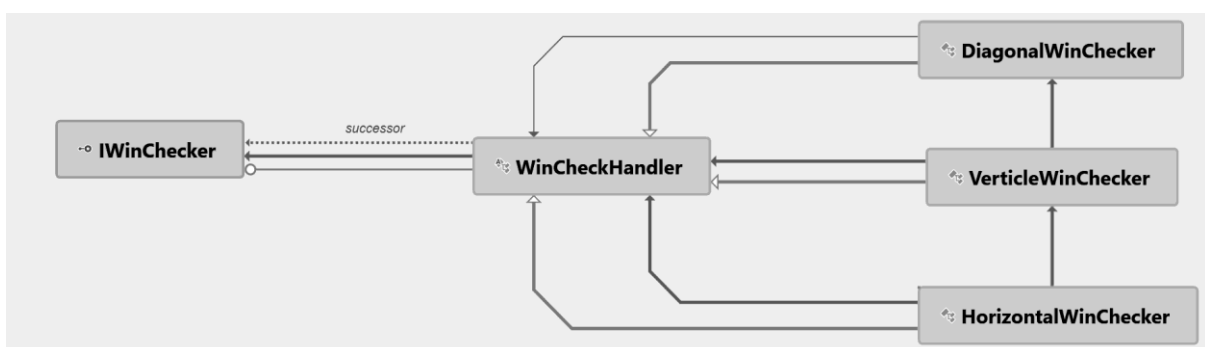 DiagonalWinChecker
successor
IWinChecker
WinCheckHandler
VerticleWinChecker
HorizontalWinChecker